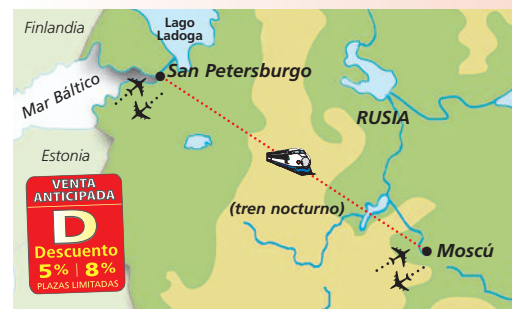 Finlandia
Lago
Ladoga
San Petersburgo
Mar Báltico
RUSIA
Estonia
(tren nocturno)
Moscú
VENTA
ANTICIPADA
D
Descuento
5% | 8%
PLAZAS LIMITADAS